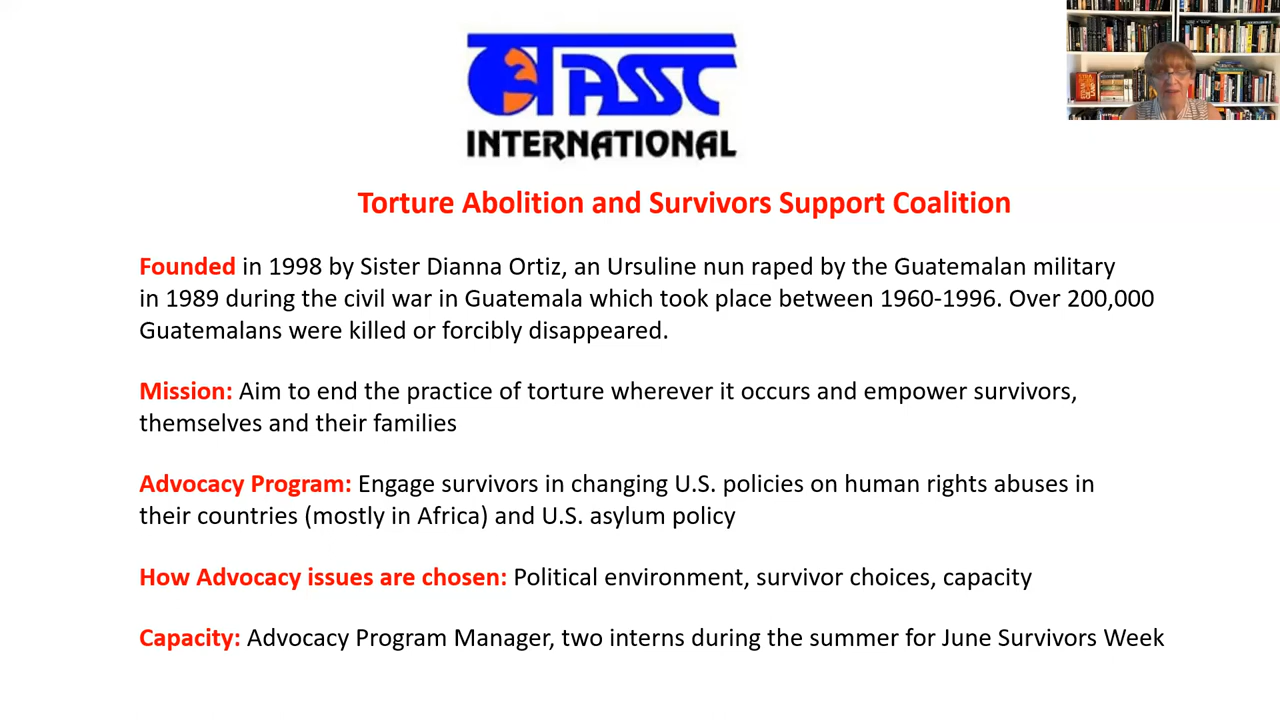 TASSC
INTERNATIONAL
Torture Abolition and Survivors Support Coalition
Founded in 1998 by Sister Dianna Ortiz, an Ursuline nun raped by the Guatemalan military
in 1989 during the civil war in Guatemala which took place between 1960-1996. Over 200,000
Guatemalans were killed or forcibly disappeared.
Mission: Aim to end the practice of torture wherever it occurs and empower survivors,
themselves and their families
Advocacy Program: Engage survivors in changing U.S. policies on human rights abuses in
their countries (mostly in Africa) and U.S. asylum policy
How Advocacy issues are chosen: Political environment, survivor choices, capacity
Capacity: Advocacy Program Manager, two interns during the summer for June Survivors Week